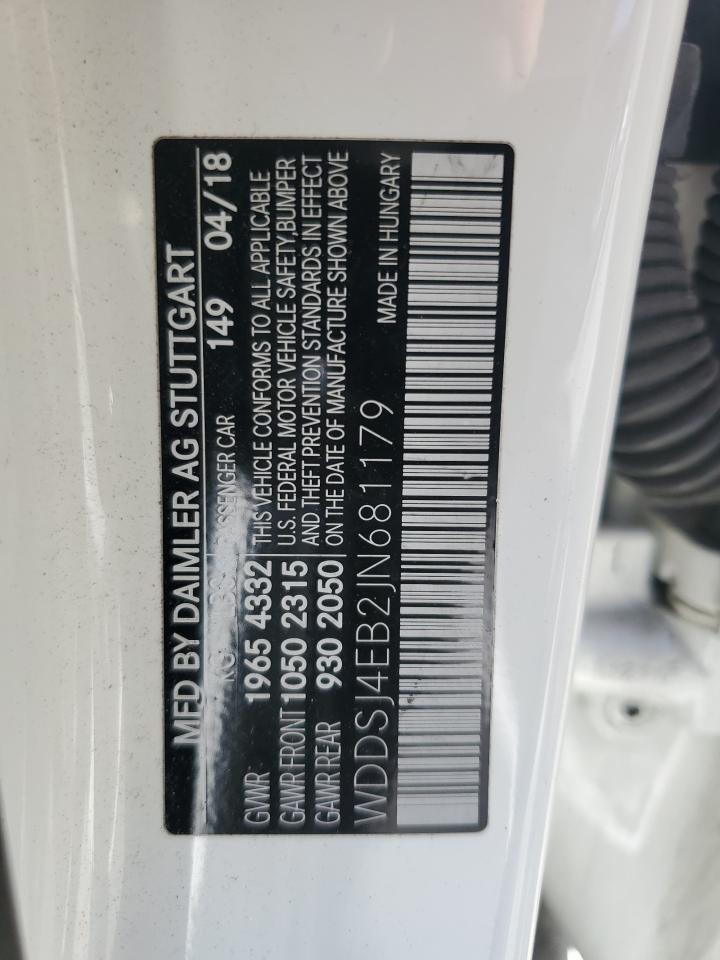 MFD BY DAIMLER AG STUTTGART
149 04/18
PASSENGER CAR
GVWR 1965 4332
GAWR FRONT 1050 2315
GAWR REAR 930 2050
THIS VEHICLE CONFORMS TO ALL APPLICABLE
U.S. FEDERAL MOTOR VEHICLE SAFETY,BUMPER
AND THEFT PREVENTION STANDARDS IN EFFECT
ON THE DATE OF MANUFACTURE SHOWN ABOVE
WDDSJ4EB2JN681179 MADE IN HUNGARY